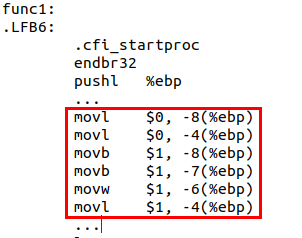 func1:
.LFB6:
.cfi_startproc
endbr32
pushl %ebp
...
movl $0, -8(%ebp)
movl $0, -4(%ebp)
movb $1, -8(%ebp)
movb $1, -7(%ebp)
movw $1, -6(%ebp)
movl $1, -4(%ebp)
...